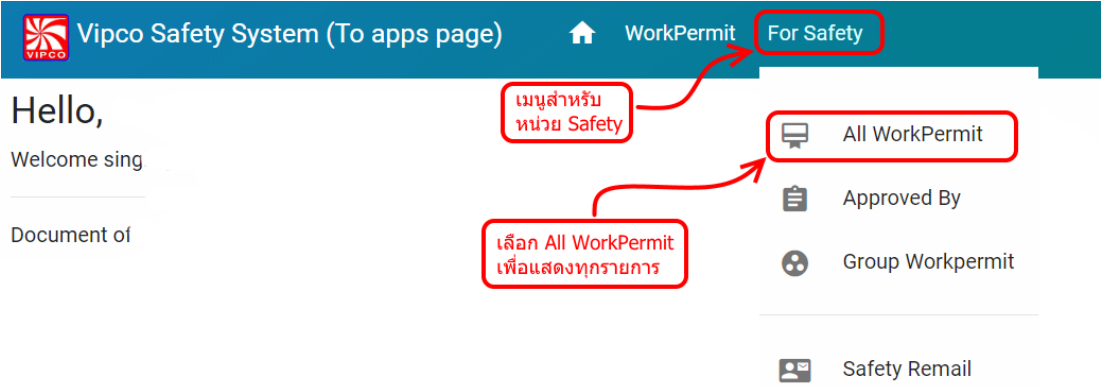 VIPCO
Vipco Safety System (To apps page)
WorkPermit
For Safety
Hello,
Welcome sing
Document of
เมนูสำหรับ
หน่วย Safety
เลือก All WorkPermit
เพื่อแสดงทุกรายการ
All WorkPermit
Approved By
Group Workpermit
Safety Remail